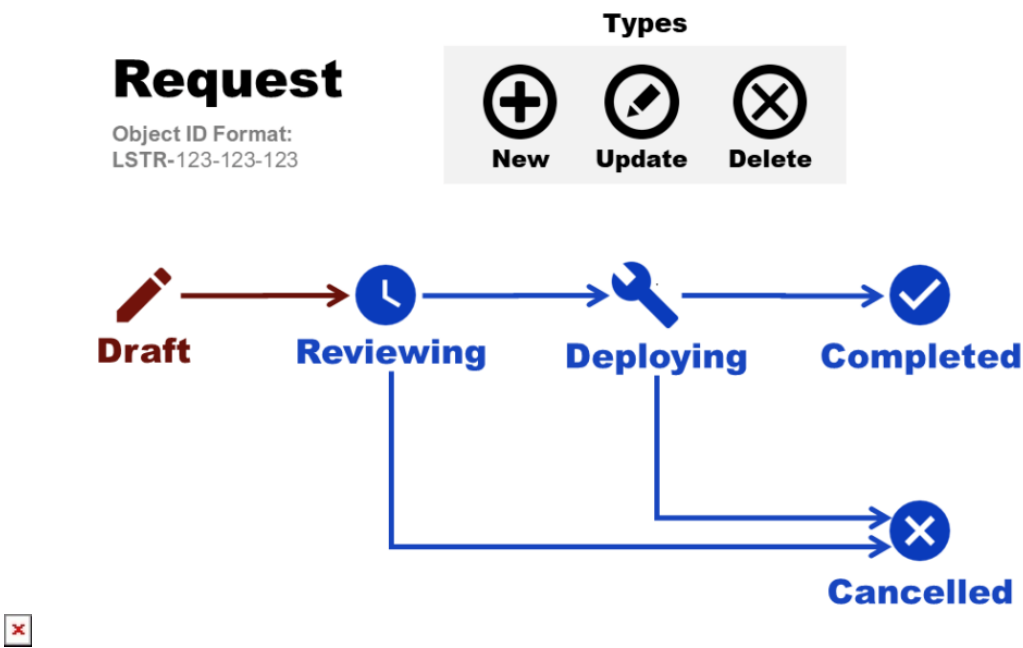 Types
Request
Object ID Format:
LSTR-123-123-123
New Update Delete
Draft Reviewing Deploying Completed
Cancelled